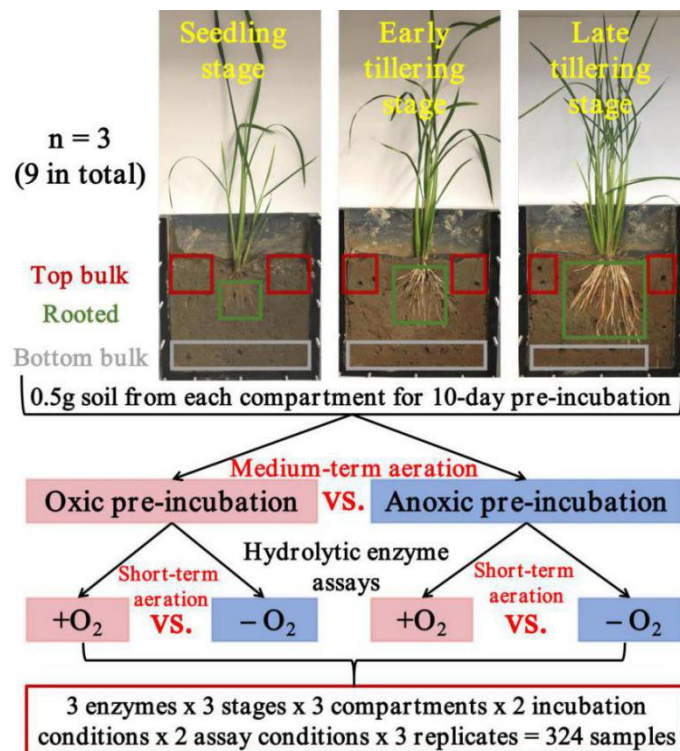 Seedling
stage
Early
tillering
stage
Late
tillering
stage
n = 3
(9 in total)
Top bulk
Rooted
Bottom bulk
0.5g soil from each compartment for 10-day pre-incubation
Medium-term aeration
Oxic pre-incubation VS. Anoxic pre-incubation
Hydrolytic enzyme
assays
Short-term
aeration
+O₂ VS. – O₂
Short-term
aeration
+O₂ VS. – O₂
3 enzymes x 3 stages x 3 compartments x 2 incubation
conditions x 2 assay conditions x 3 replicates = 324 samples